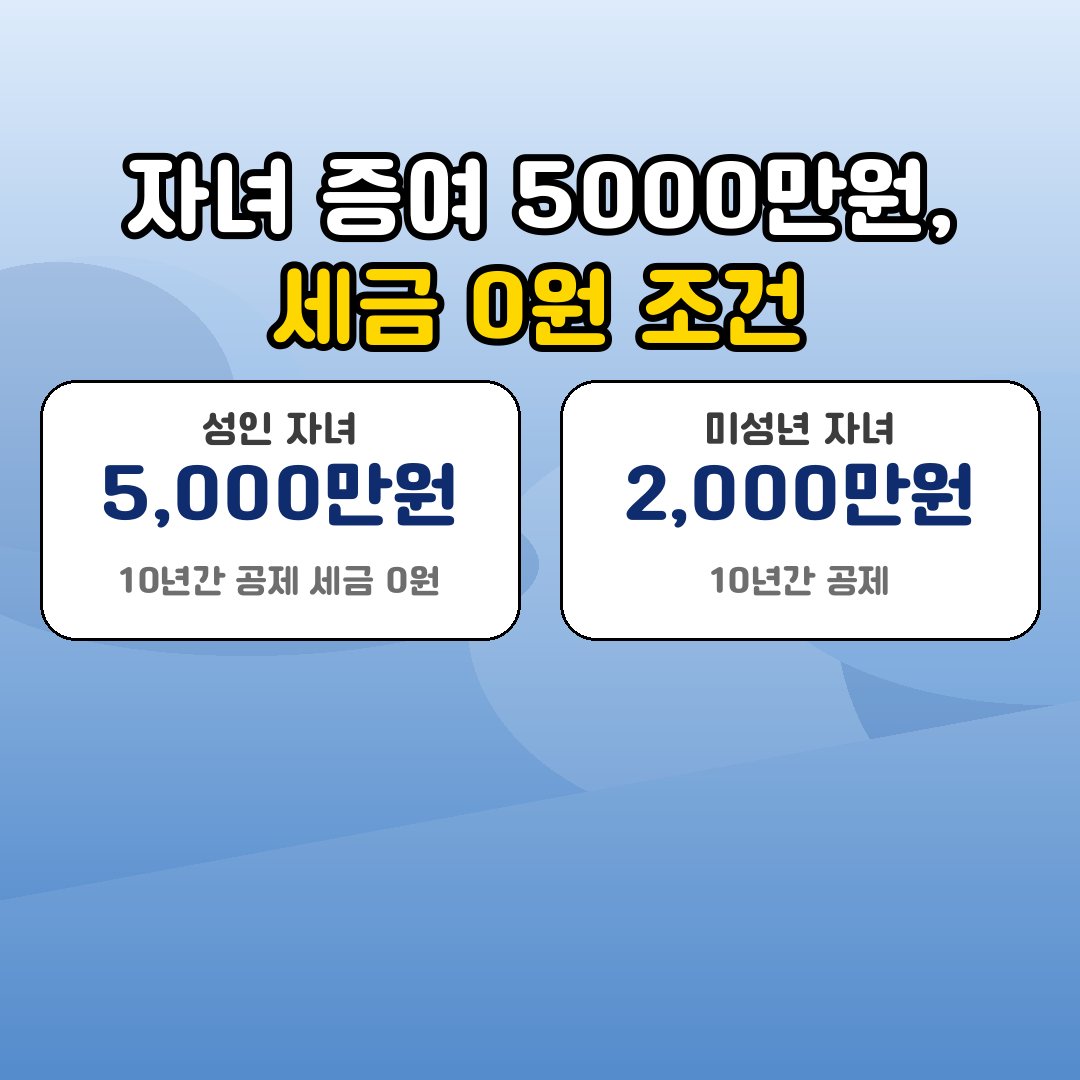 자녀 증여 5000만원,
세금 0원 조건
성인 자녀
5,000만원
10년간 공제 세금 0원
미성년 자녀
2,000만원
10년간 공제